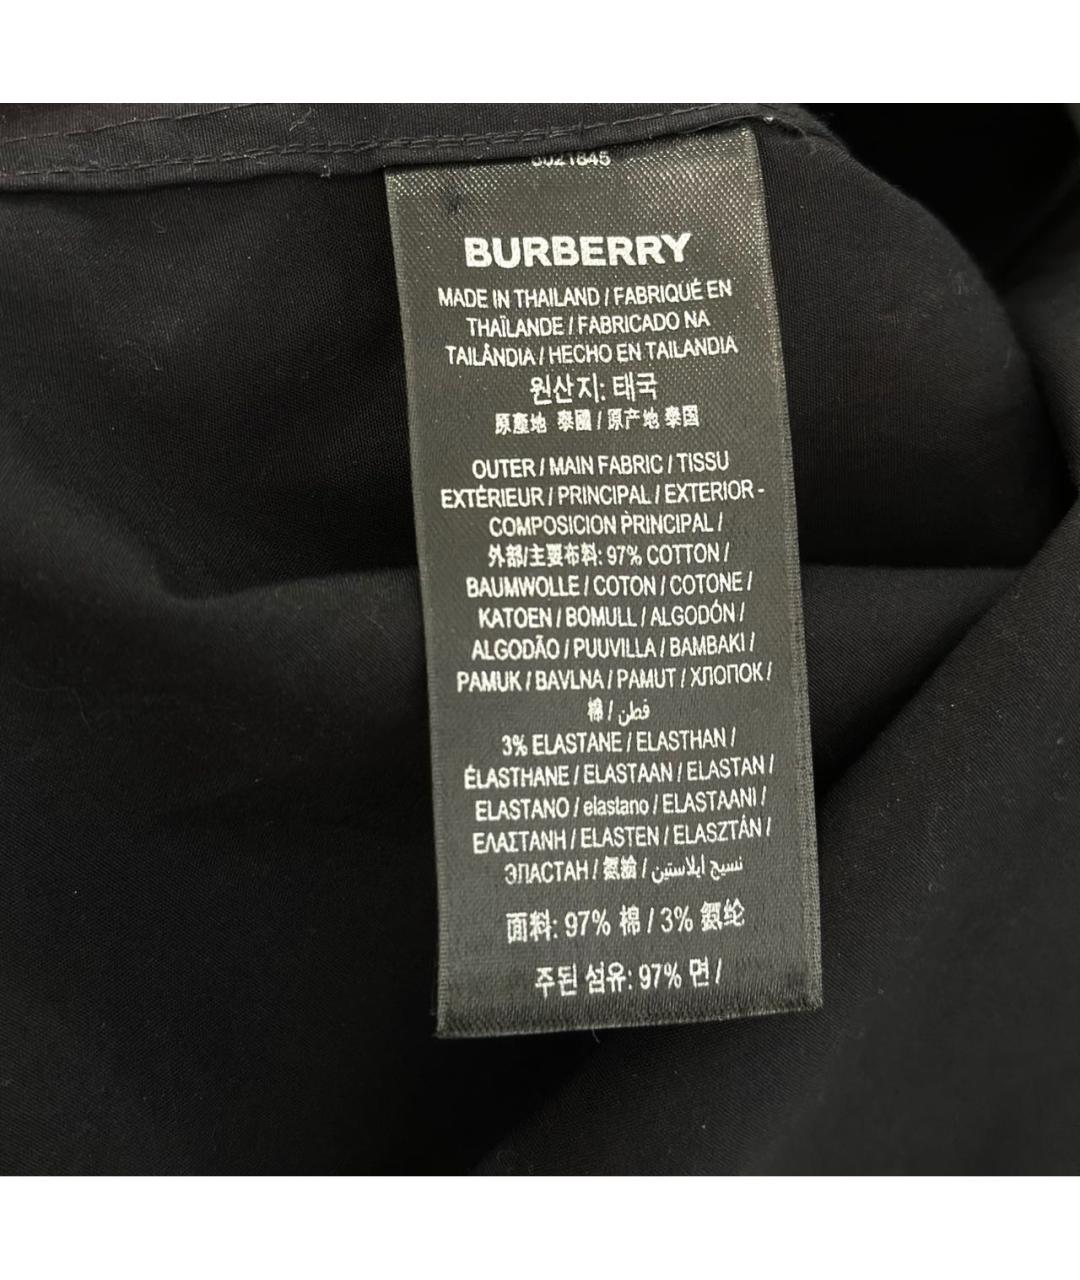 BURBERRY
MADE IN THAILAND / FABRIQUÉ EN
THAÏLANDE / FABRICADO NA
TAILÂNDIA / HECHO EN TAILANDIA
원산지: 태국
原產地 泰國 / 原产地 泰国
OUTER / MAIN FABRIC / TISSU
EXTÉRIEUR / PRINCIPAL / EXTERIOR -
COMPOSICION PRINCIPAL /
外部/主要布料: 97% COTTON /
BAUMWOLLE / COTON / COTONE /
KATOEN / BOMULL / ALGODÓN /
ALGODÃO / PUUVILLA / BAMBAKI /
PAMUK / BAVLNA / PAMUT / ХЛОПОК /
棉 / قطن
3% ELASTANE / ELASTHAN /
ÉLASTHANE / ELASTAAN / ELASTAN /
ELASTANO / elastano / ELASTAANI /
ΕΛΑΣΤΑΝΗ / ELASTEN / ELASZTÁN /
ЭЛАСТАН / 氨綸 / نسيج ايلاستين
面料: 97% 棉 / 3% 氨纶
주된 섬유: 97% 면 /